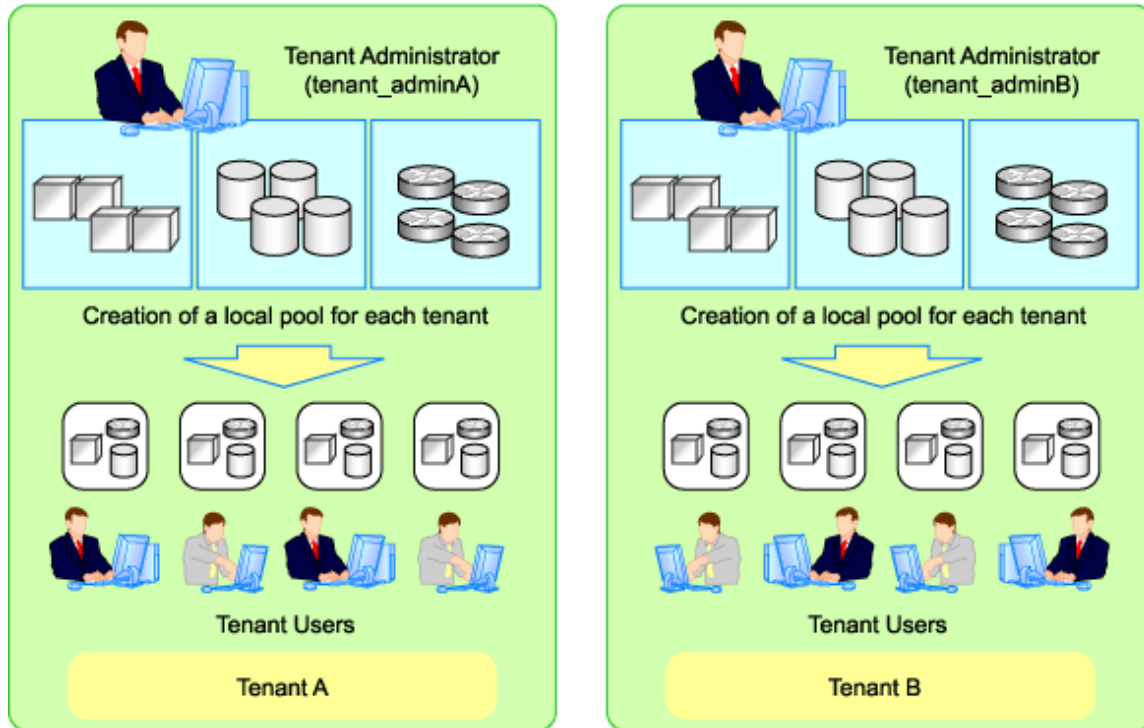 Tenant Administrator
(tenant_adminA)
Creation of a local pool for each tenant
Tenant Users
Tenant A
Tenant Administrator
(tenant_adminB)
Creation of a local pool for each tenant
Tenant Users
Tenant B